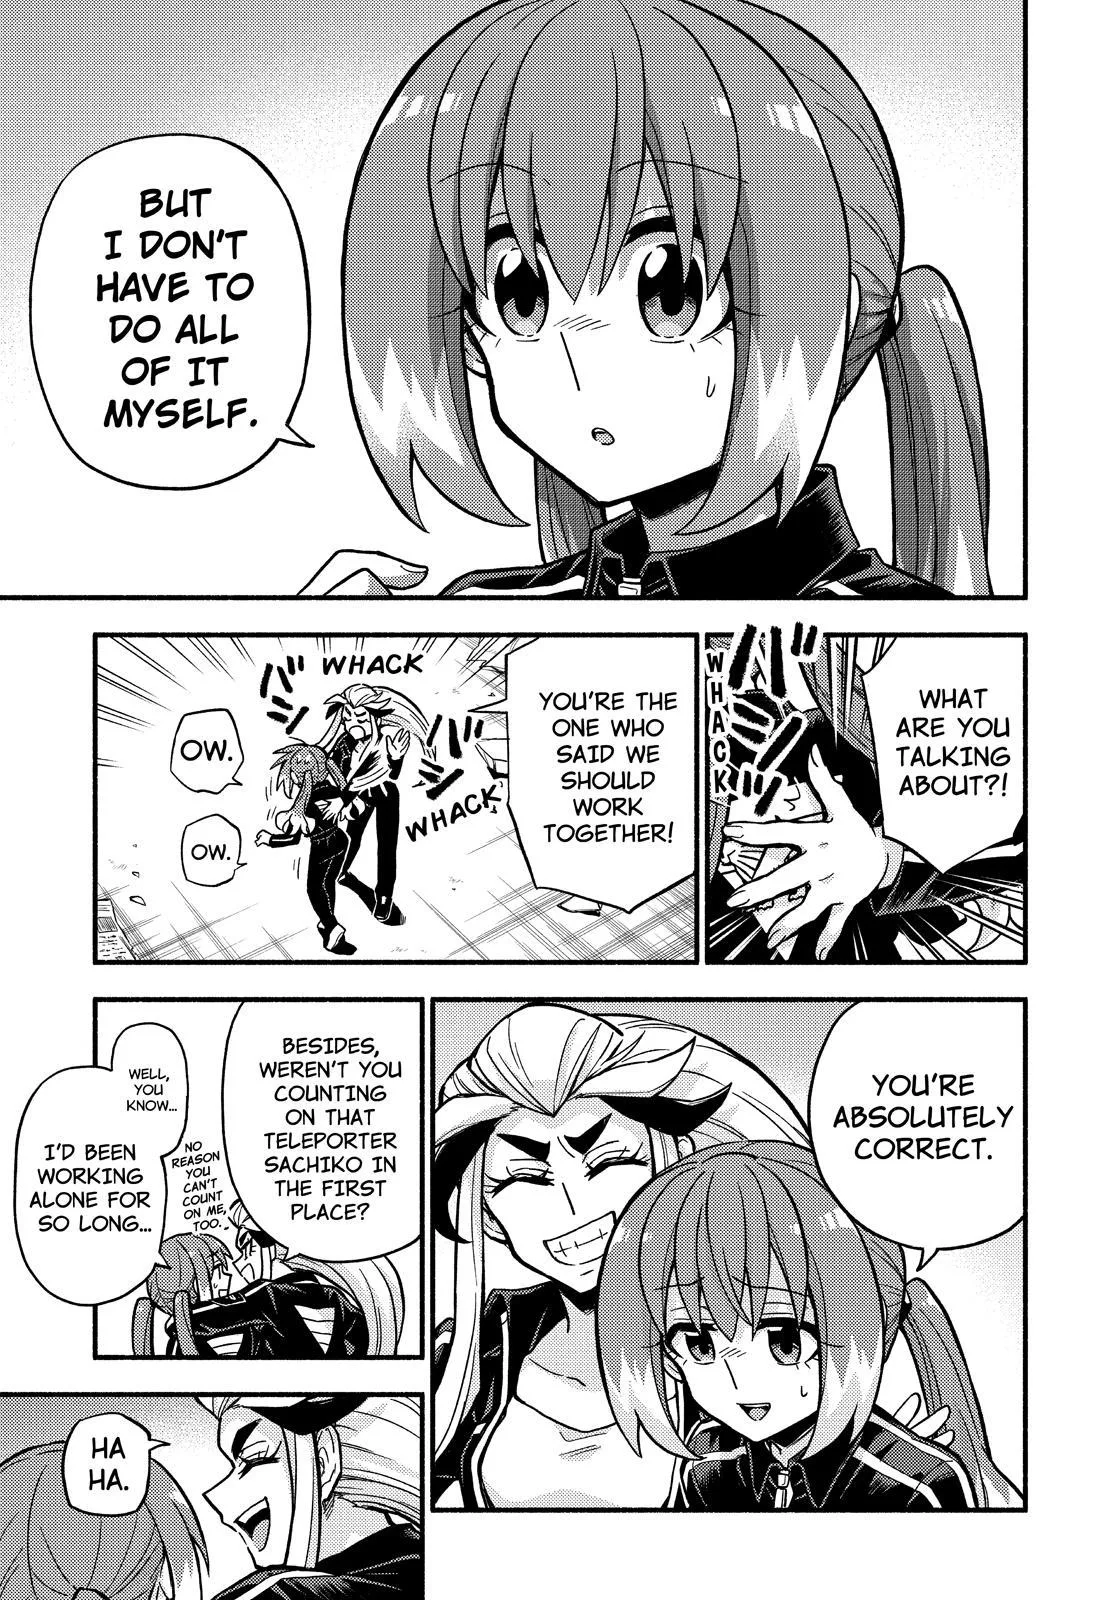 BUT
I DON'T
HAVE TO
DO ALL
OF IT
MYSELF.
WHAT
ARE YOU
TALKING
ABOUT?!
WHACK
YOU'RE THE
ONE WHO
SAID WE
SHOULD
WORK
TOGETHER!
WHACK
WHACK
OW.
OW.
YOU'RE
ABSOLUTELY
CORRECT.
BESIDES,
WEREN'T YOU
COUNTING
ON THAT
TELEPORTER
SACHIKO IN
THE FIRST
PLACE?
NO
REASON
YOU
CAN'T
COUNT
ON ME,
TOO.
WELL,
YOU
KNOW...
I'D BEEN
WORKING
ALONE FOR
SO LONG...
HA
HA.